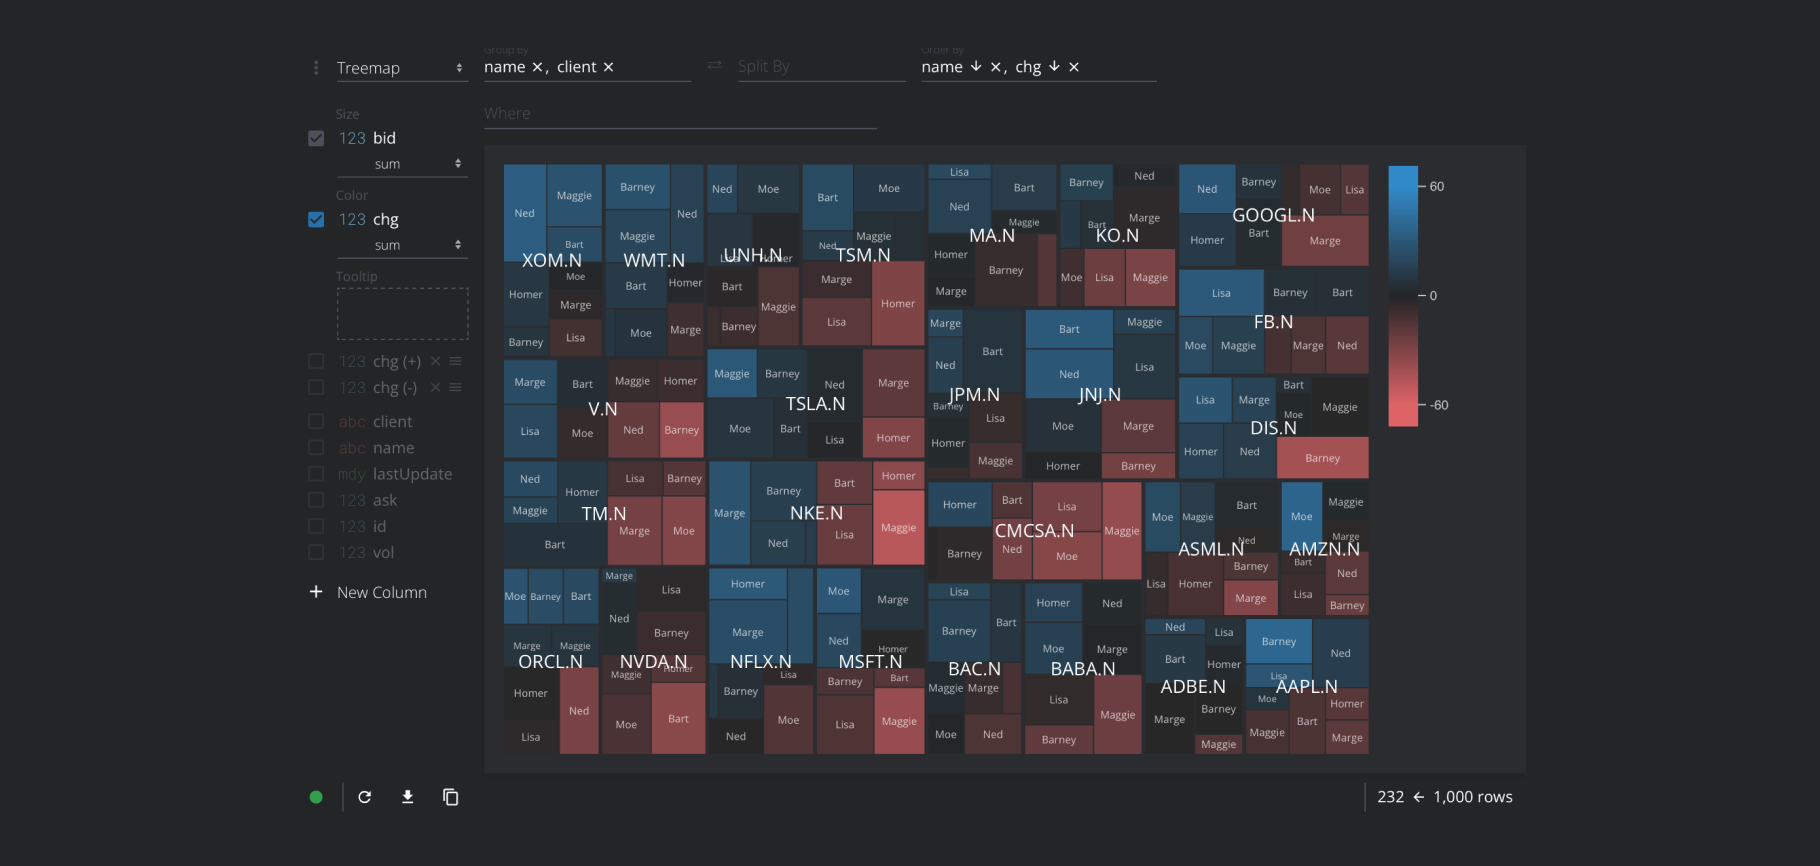 Group By
Order By
Treemap
name ×, client ×
Split By
name ↓ ×, chg ↓ ×
Size
Where
123 bid
sum
Color
123 chg
sum
Tooltip
123 chg (+)
123 chg (-)
abc client
abc name
mdy lastUpdate
123 ask
123 id
123 vol
+ New Column
Ned
Maggie
Bart
XOM.N
Homer
Moe
Marge
Barney
Lisa
Barney
Ned
Maggie
WMT.N
Bart
Homer
Moe
Marge
Ned
Moe
UNH.N
Lisa
Homer
Bart
Maggie
Barney
Bart
Moe
Ned
Maggie
TSM.N
Marge
Homer
Lisa
Lisa
Bart
Ned
Maggie
MA.N
Homer
Barney
Marge
Barney
Ned
Bart
Marge
KO.N
Moe
Lisa
Maggie
Ned
Barney
Moe
Lisa
GOOGL.N
Homer
Bart
Marge
Lisa
Barney
Bart
FB.N
Moe
Maggie
Marge
Ned
Marge
Bart
Maggie
Homer
V.N
Lisa
Moe
Ned
Barney
Maggie
Barney
Ned
Marge
TSLA.N
Moe
Bart
Lisa
Homer
Marge
Bart
Ned
JPM.N
Barney
Lisa
Homer
Maggie
Bart
Maggie
Ned
Lisa
JNJ.N
Moe
Marge
Homer
Barney
Lisa
Marge
Bart
Moe
Maggie
DIS.N
Homer
Ned
Barney
Ned
Homer
Lisa
Barney
Maggie
TM.N
Marge
Moe
Bart
Marge
Barney
Bart
Homer
NKE.N
Maggie
Ned
Lisa
Homer
Bart
Lisa
Maggie
CMCSA.N
Barney
Ned
Moe
Moe
Maggie
Bart
Ned
ASML.N
Lisa
Homer
Barney
Marge
Moe
Maggie
Marge
AMZN.N
Bart
Ned
Lisa
Barney
Moe
Barney
Bart
Marge
Maggie
ORCL.N
Homer
Ned
Lisa
Marge
Lisa
Ned
Barney
NVDA.N
Maggie
Homer
Moe
Bart
Homer
Marge
NFLX.N
Lisa
Barney
Moe
Ned
Moe
Marge
Ned
Homer
MSFT.N
Barney
Bart
Lisa
Maggie
Lisa
Barney
Bart
BAC.N
Maggie
Marge
Moe
Ned
Homer
Ned
Moe
Marge
BABA.N
Lisa
Maggie
Barney
Ned
Lisa
Bart
Homer
ADBE.N
Marge
Barney
Maggie
Barney
Ned
Lisa
AAPL.N
Moe
Homer
Maggie
Bart
Marge
60
0
-60
232 ← 1,000 rows